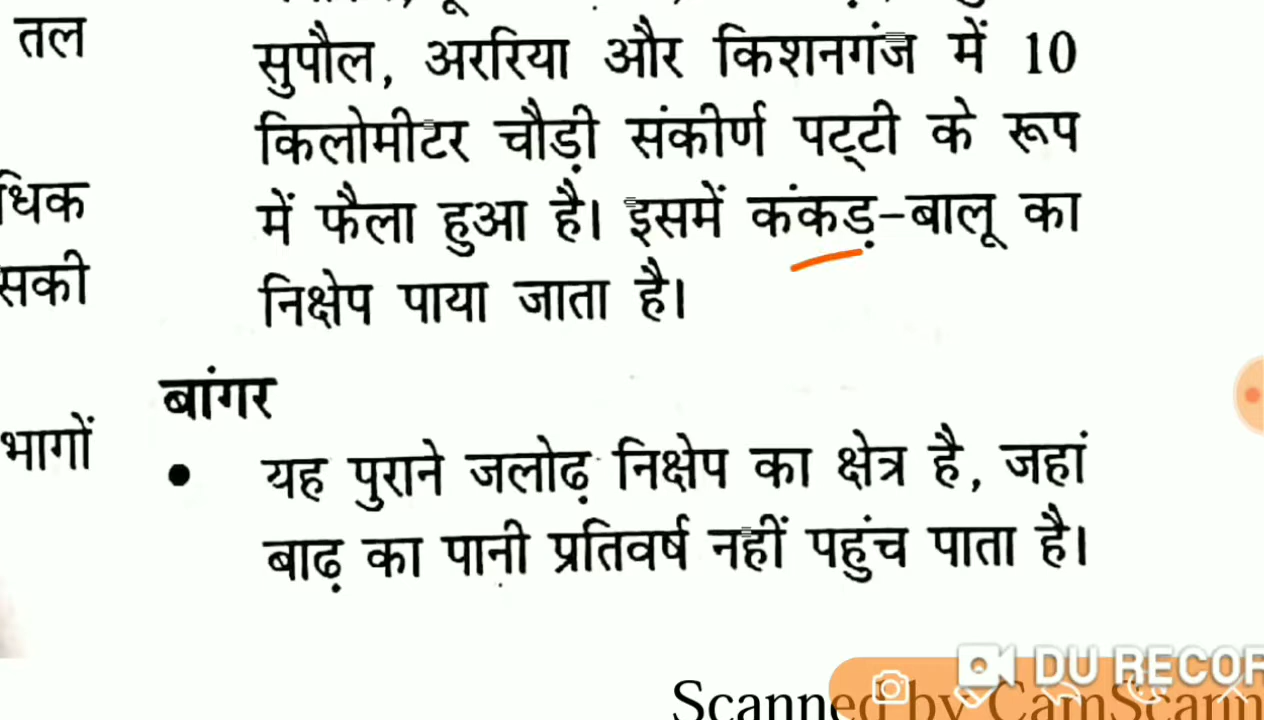 तल
सुपौल, अररिया और किशनगंज में 10
किलोमीटर चौड़ी संकीर्ण पट्टी के रूप
धिक
में फैला हुआ है। इसमें कंकड़-बालू का
सकी
निक्षेप पाया जाता है।
बांगर
भागों
• यह पुराने जलोढ़ निक्षेप का क्षेत्र है, जहां
बाढ़ का पानी प्रतिवर्ष नहीं पहुंच पाता है।
DU RECOR
Scanned by CamScann